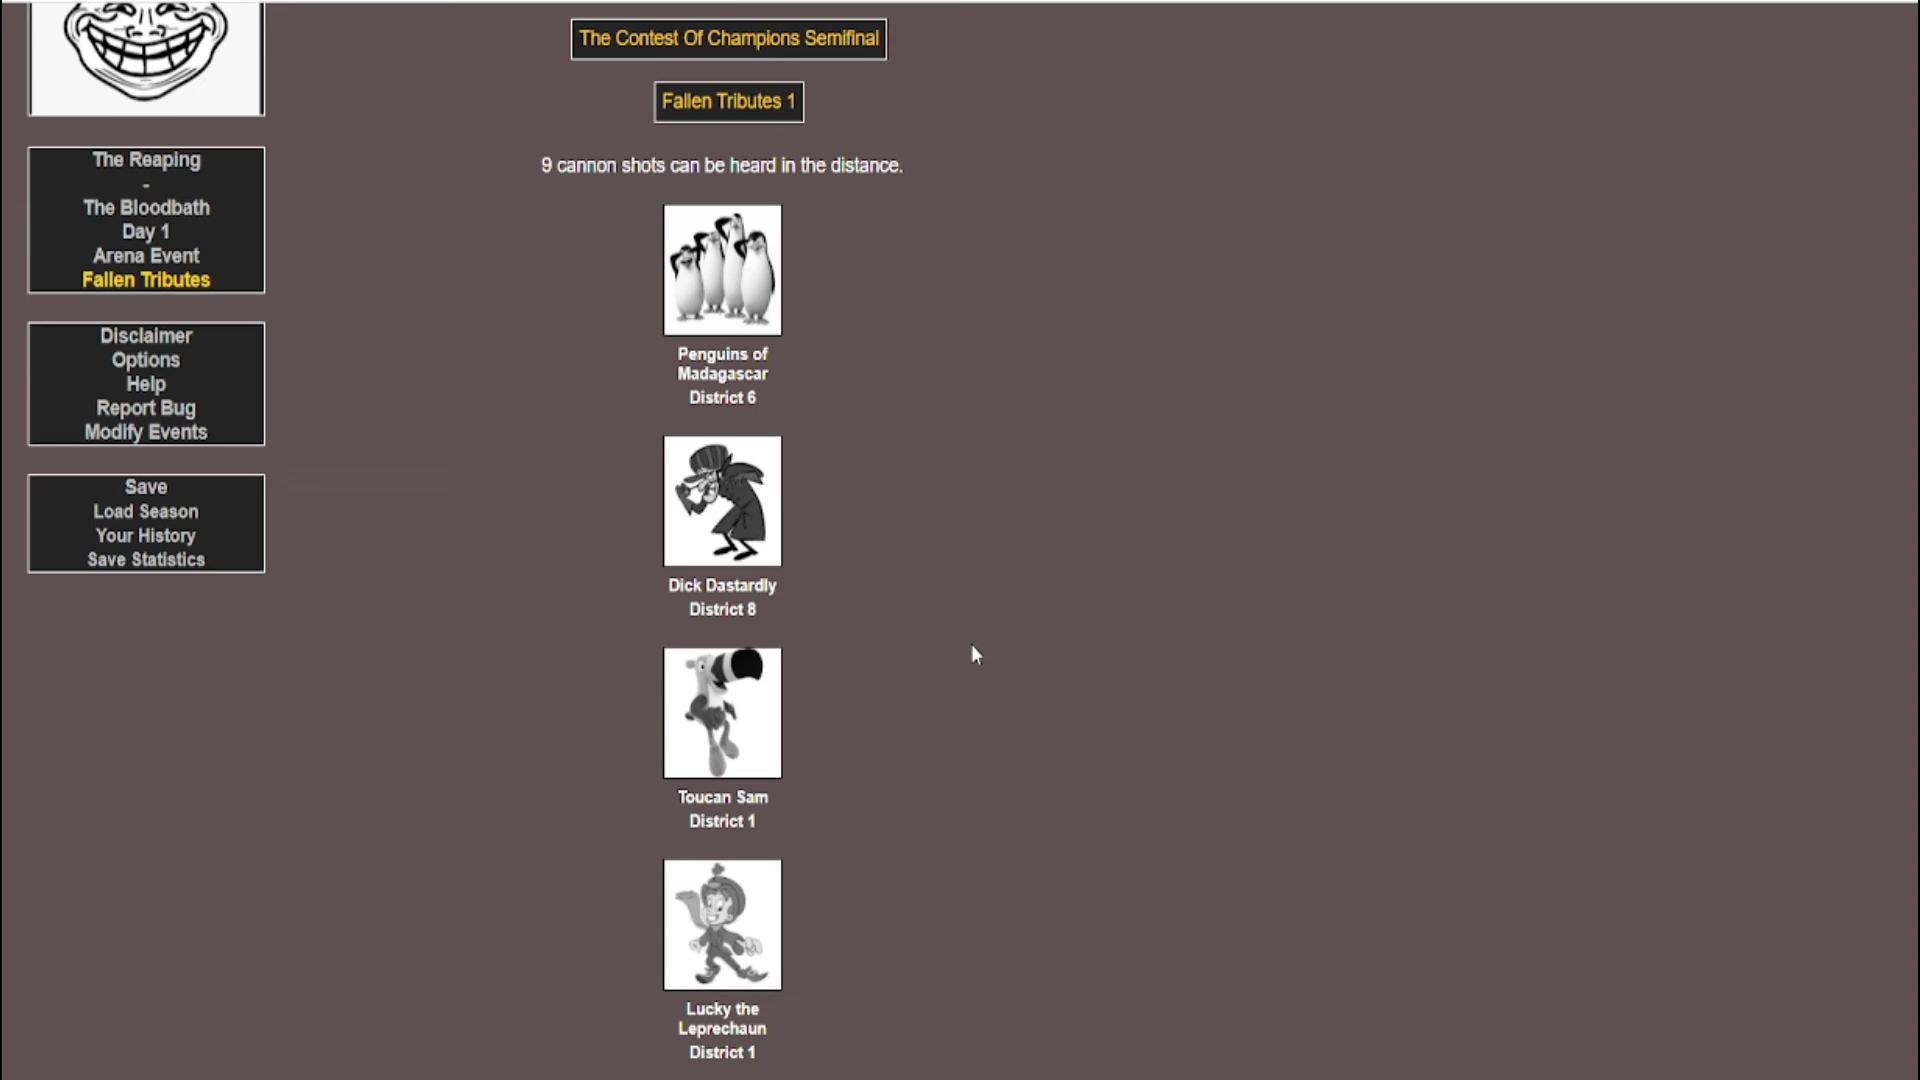 The Contest Of Champions Semifinal
Fallen Tributes 1
9 cannon shots can be heard in the distance.
The Reaping
-
The Bloodbath
Day 1
Arena Event
Fallen Tributes
Disclaimer
Options
Help
Report Bug
Modify Events
Save
Load Season
Your History
Save Statistics
Penguins of
Madagascar
District 6
Dick Dastardly
District 8
Toucan Sam
District 1
Lucky the
Leprechaun
District 1